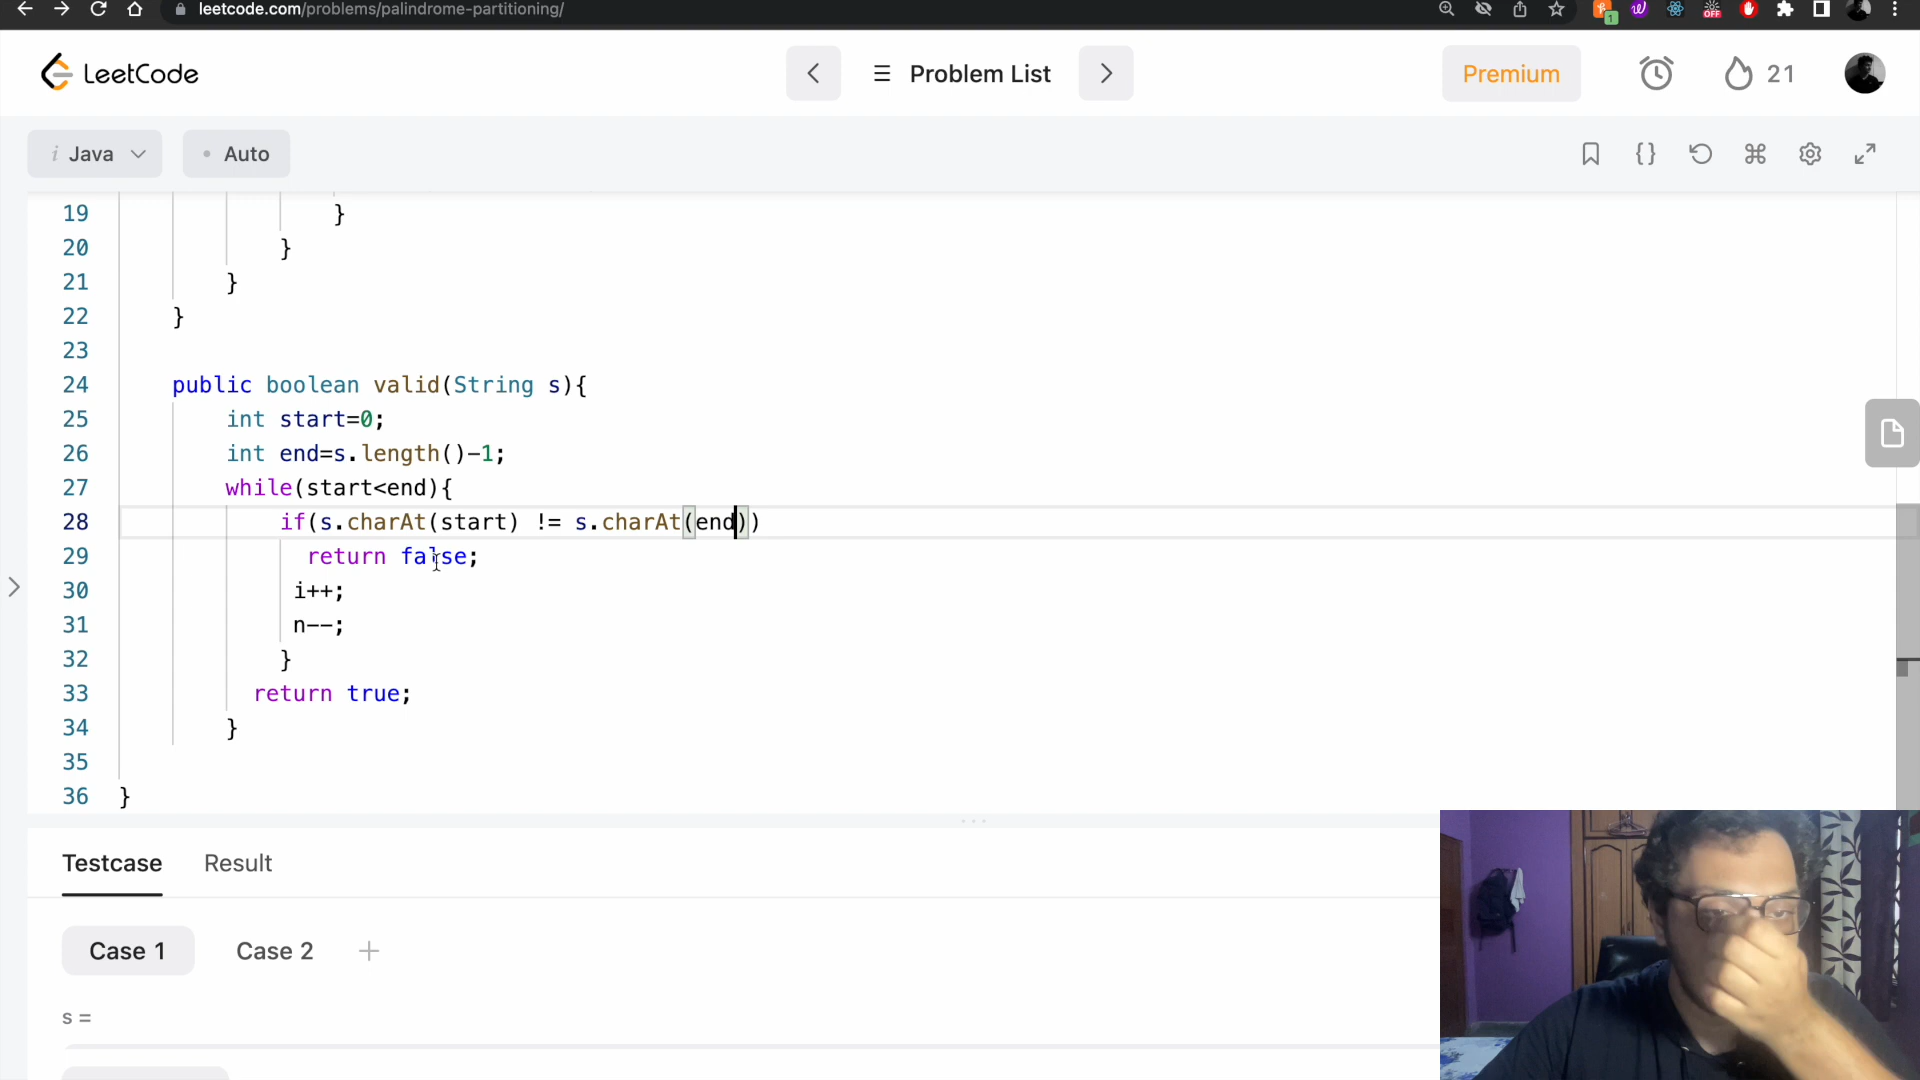 leetcode.com/problems/palindrome-partitioning/
1
OFF
LeetCode
Problem List
Premium
21
i Java
Auto
19 }
20 }
21 }
22 }
23
24 public boolean valid(String s){
25 int start=0;
26 int end=s.length()-1;
27 while(start<end){
28 if(s.charAt(start) != s.charAt(end))
29 return false;
30 i++;
31 n--;
32 }
33 return true;
34 }
35
36 }
Testcase
Result
Case 1
Case 2
s =